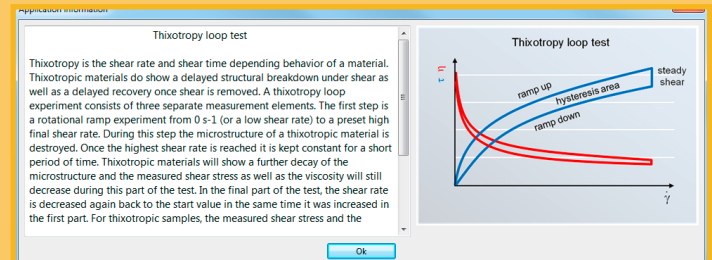 Application Information
Thixotropy loop test
Thixotropy is the shear rate and shear time depending behavior of a material.
Thixotropic materials do show a delayed structural breakdown under shear as
well as a delayed recovery once shear is removed. A thixotropy loop
experiment consists of three separate measurement elements. The first step is
a rotational ramp experiment from 0 s-1 (or a low shear rate) to a preset high
final shear rate. During this step the microstructure of a thixotropic material is
destroyed. Once the highest shear rate is reached it is kept constant for a short
period of time. Thixotropic materials will show a further decay of the
microstructure and the measured shear stress as well as the viscosity will still
decrease during this part of the test. In the final part of the test, the shear rate
is decreased again back to the start value in the same time it was increased in
the first part. For thixotropic samples, the measured shear stress and the
Thixotropy loop test
η
τ
ramp up
hysteresis area
ramp down
steady
shear
γ̇
Ok